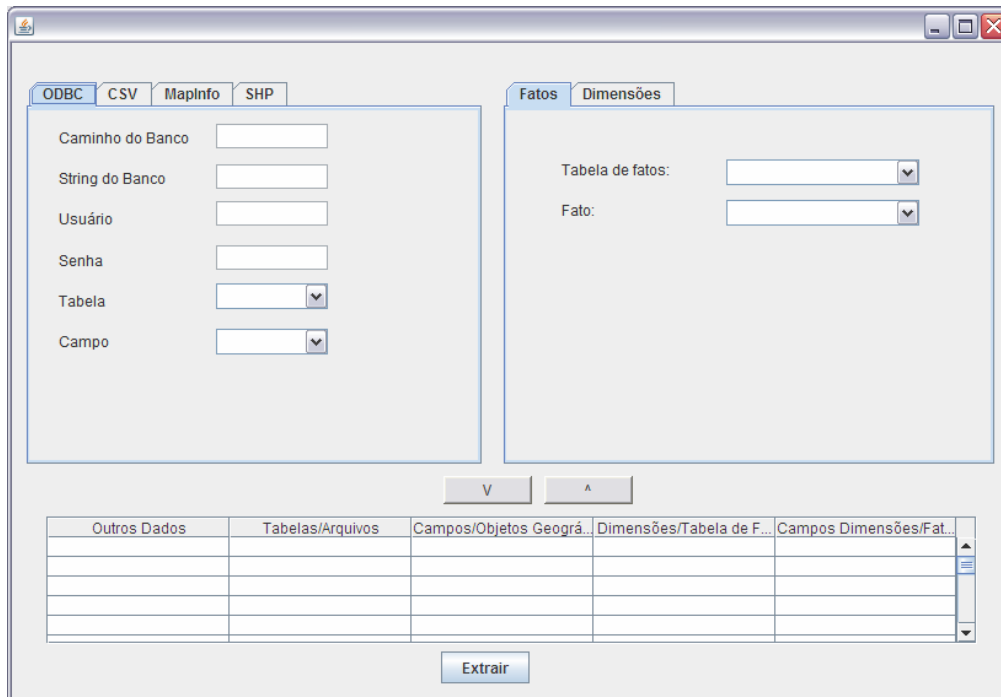 ODBC CSV MapInfo SHP
Caminho do Banco
String do Banco
Usuário
Senha
Tabela
Campo
Fatos Dimensões
Tabela de fatos:
Fato:
V ^
Outros Dados Tabelas/Arquivos Campos/Objetos Geográ... Dimensões/Tabela de F... Campos Dimensões/Fat...
Extrair